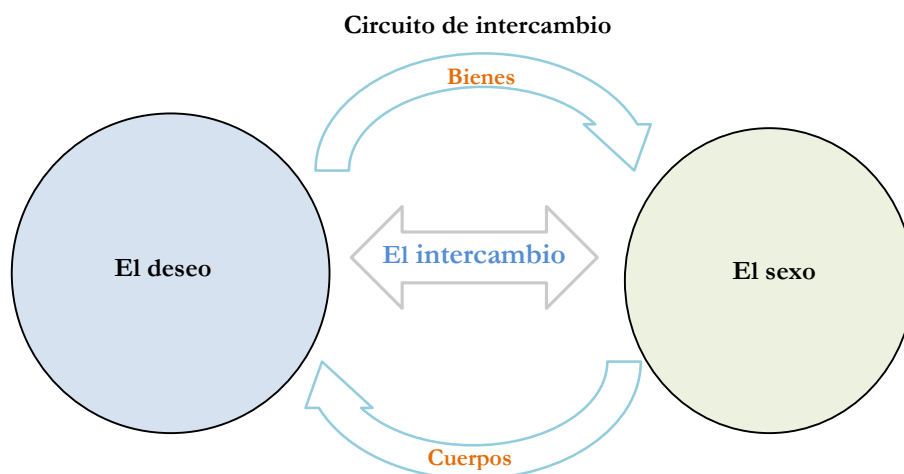 Circuito de intercambio
Bienes
El deseo
El intercambio
El sexo
Cuerpos